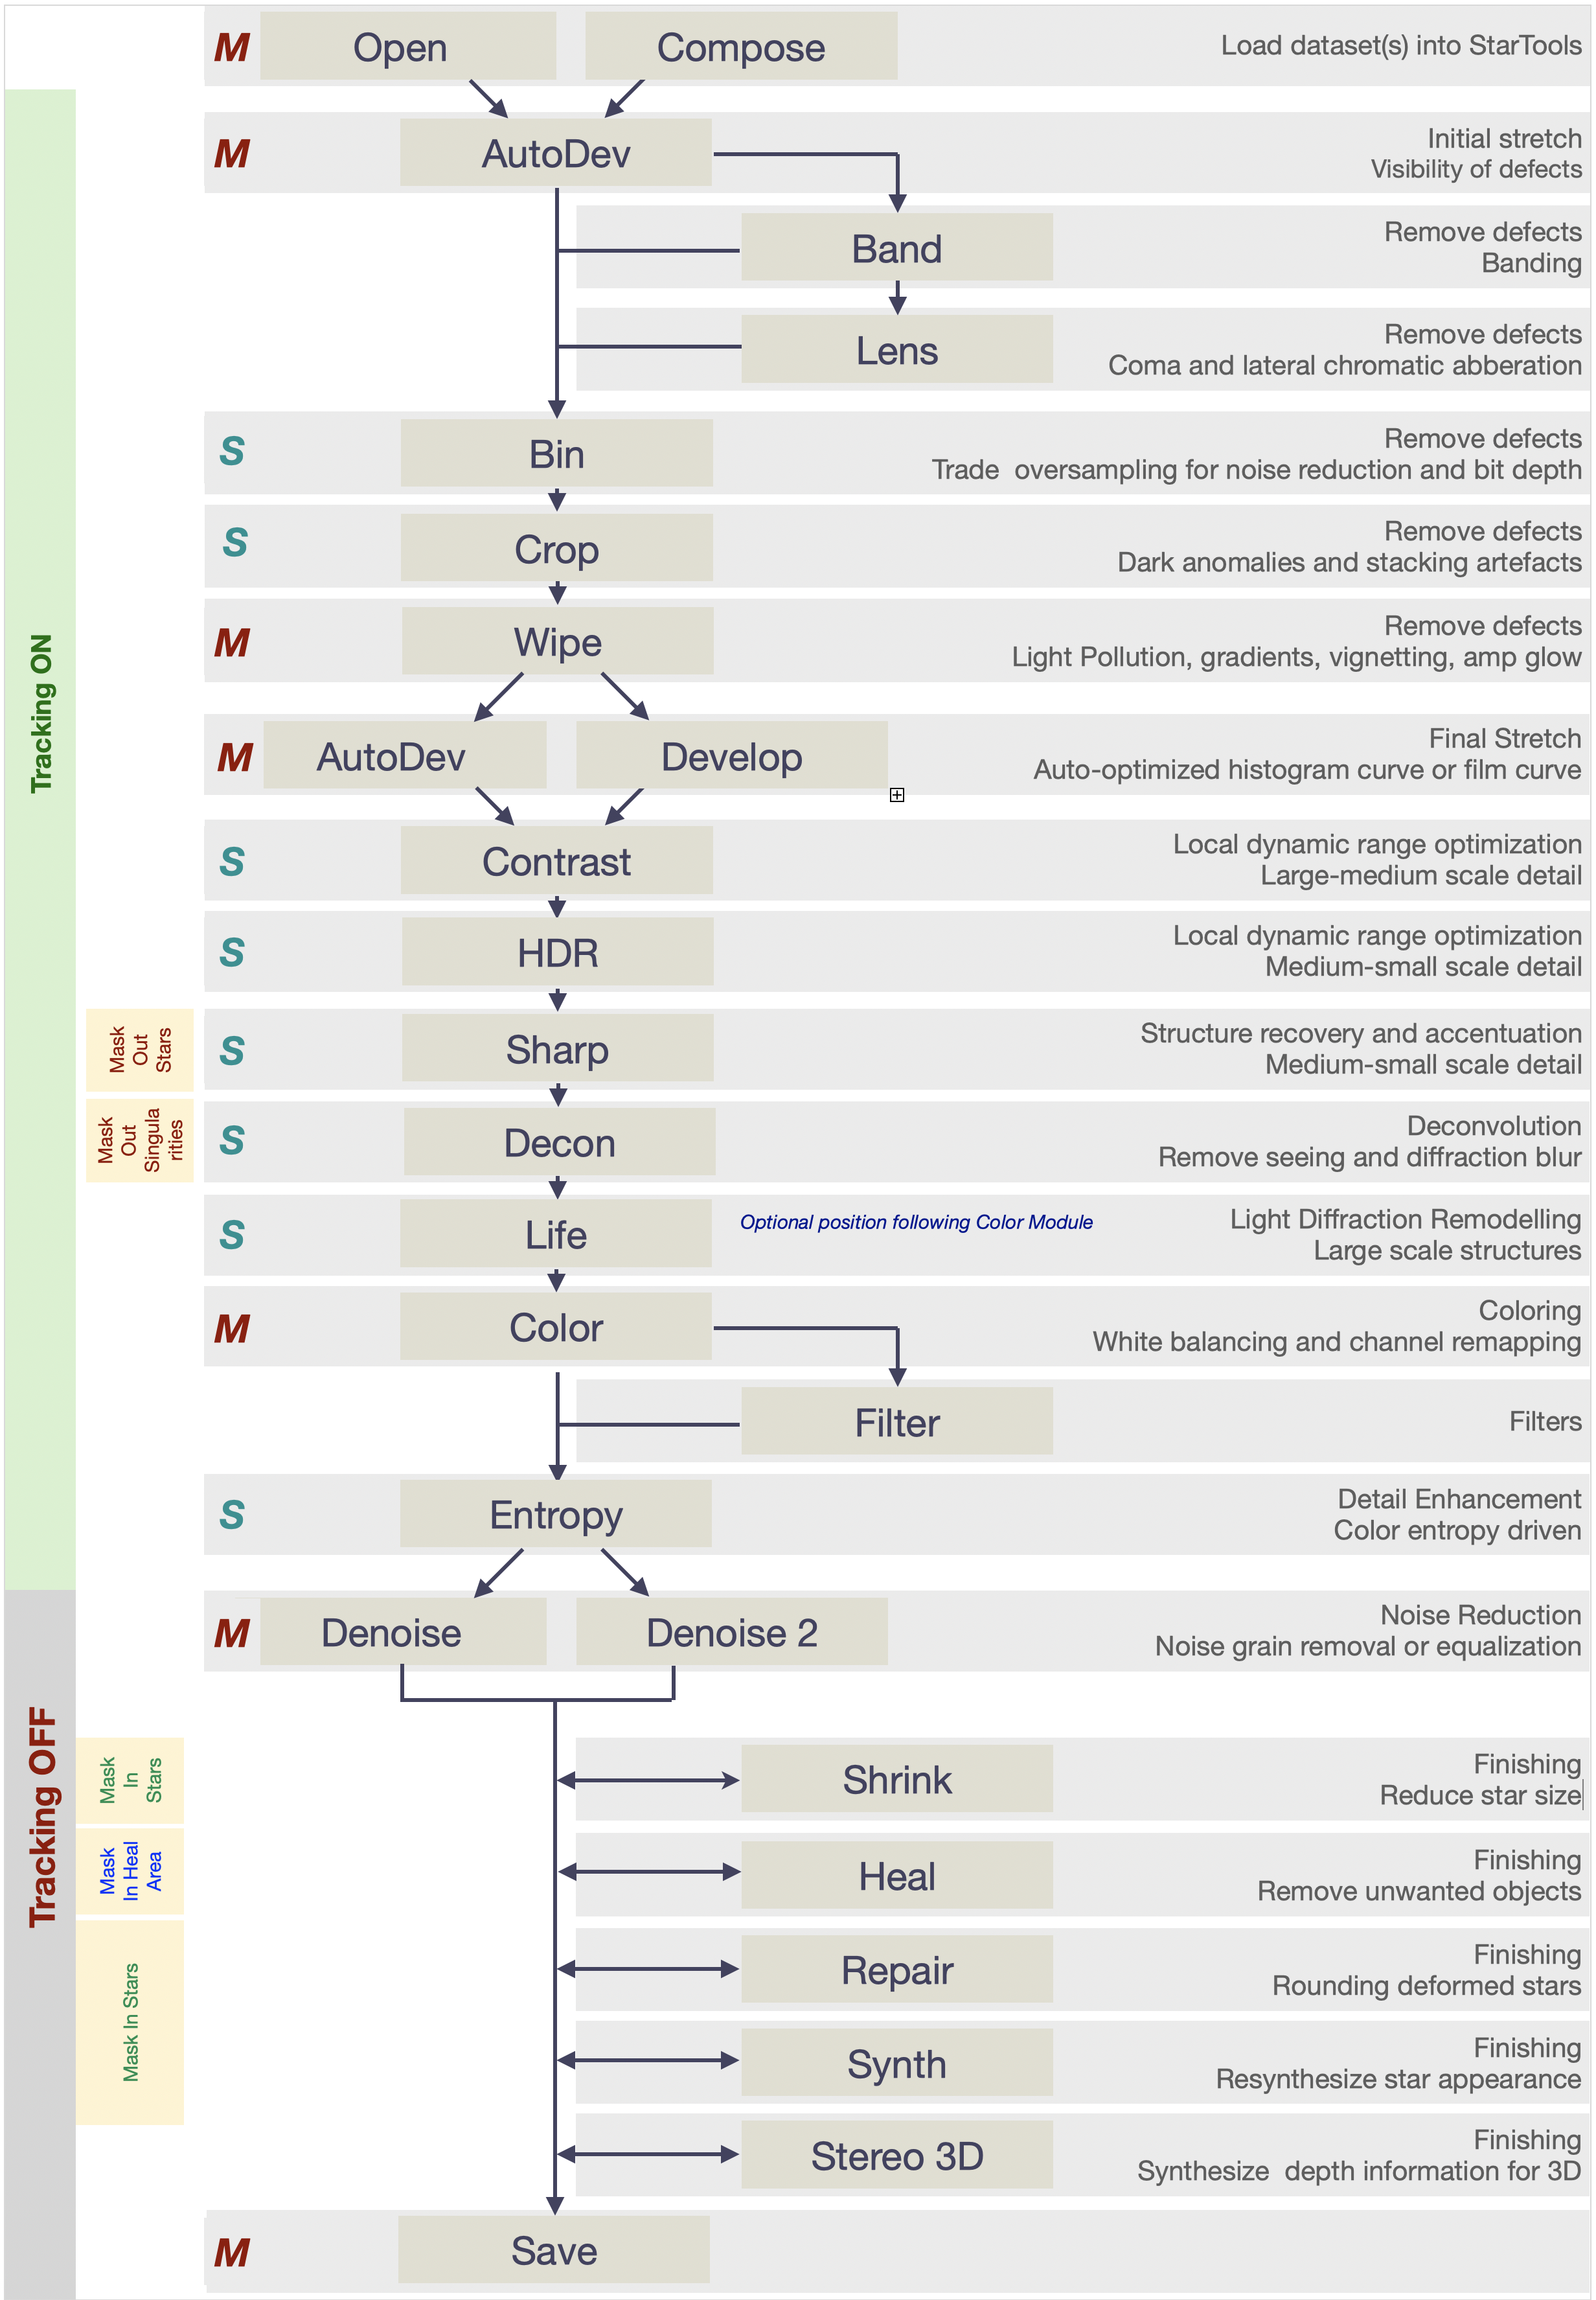 M
Open
Compose
Load dataset(s) into StarTools
Tracking ON
M
AutoDev
Initial stretch
Visibility of defects
Band
Remove defects
Banding
Lens
Remove defects
Coma and lateral chromatic abberation
S
Bin
Remove defects
Trade  oversampling for noise reduction and bit depth
S
Crop
Remove defects
Dark anomalies and stacking artefacts
M
Wipe
Remove defects
Light Pollution, gradients, vignetting, amp glow
M
AutoDev
Develop
Final Stretch
Auto-optimized histogram curve or film curve
S
Contrast
Local dynamic range optimization
Large-medium scale detail
S
HDR
Local dynamic range optimization
Medium-small scale detail
Mask
Out
Stars
S
Sharp
Structure recovery and accentuation
Medium-small scale detail
Mask
Out
Singula
rities
S
Decon
Deconvolution
Remove seeing and diffraction blur
S
Life
Optional position following Color Module
Light Diffraction Remodelling
Large scale structures
M
Color
Coloring
White balancing and channel remapping
Filter
Filters
S
Entropy
Detail Enhancement
Color entropy driven
Tracking OFF
M
Denoise
Denoise 2
Noise Reduction
Noise grain removal or equalization
Mask
In
Stars
Shrink
Finishing
Reduce star size
Mask
In Heal
Area
Heal
Finishing
Remove unwanted objects
Mask In Stars
Repair
Finishing
Rounding deformed stars
Synth
Finishing
Resynthesize star appearance
Stereo 3D
Finishing
Synthesize  depth information for 3D
M
Save